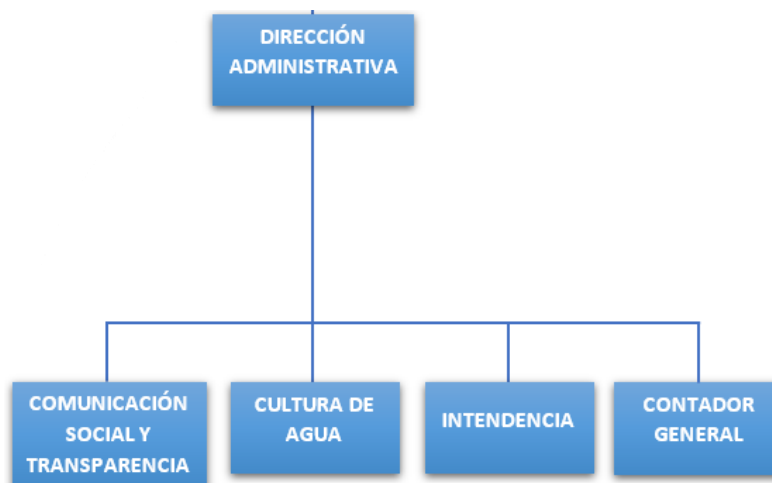 DIRECCIÓN
ADMINISTRATIVA
COMUNICACIÓN
SOCIAL Y
TRANSPARENCIA
CULTURA DE
AGUA
INTENDENCIA
CONTADOR
GENERAL